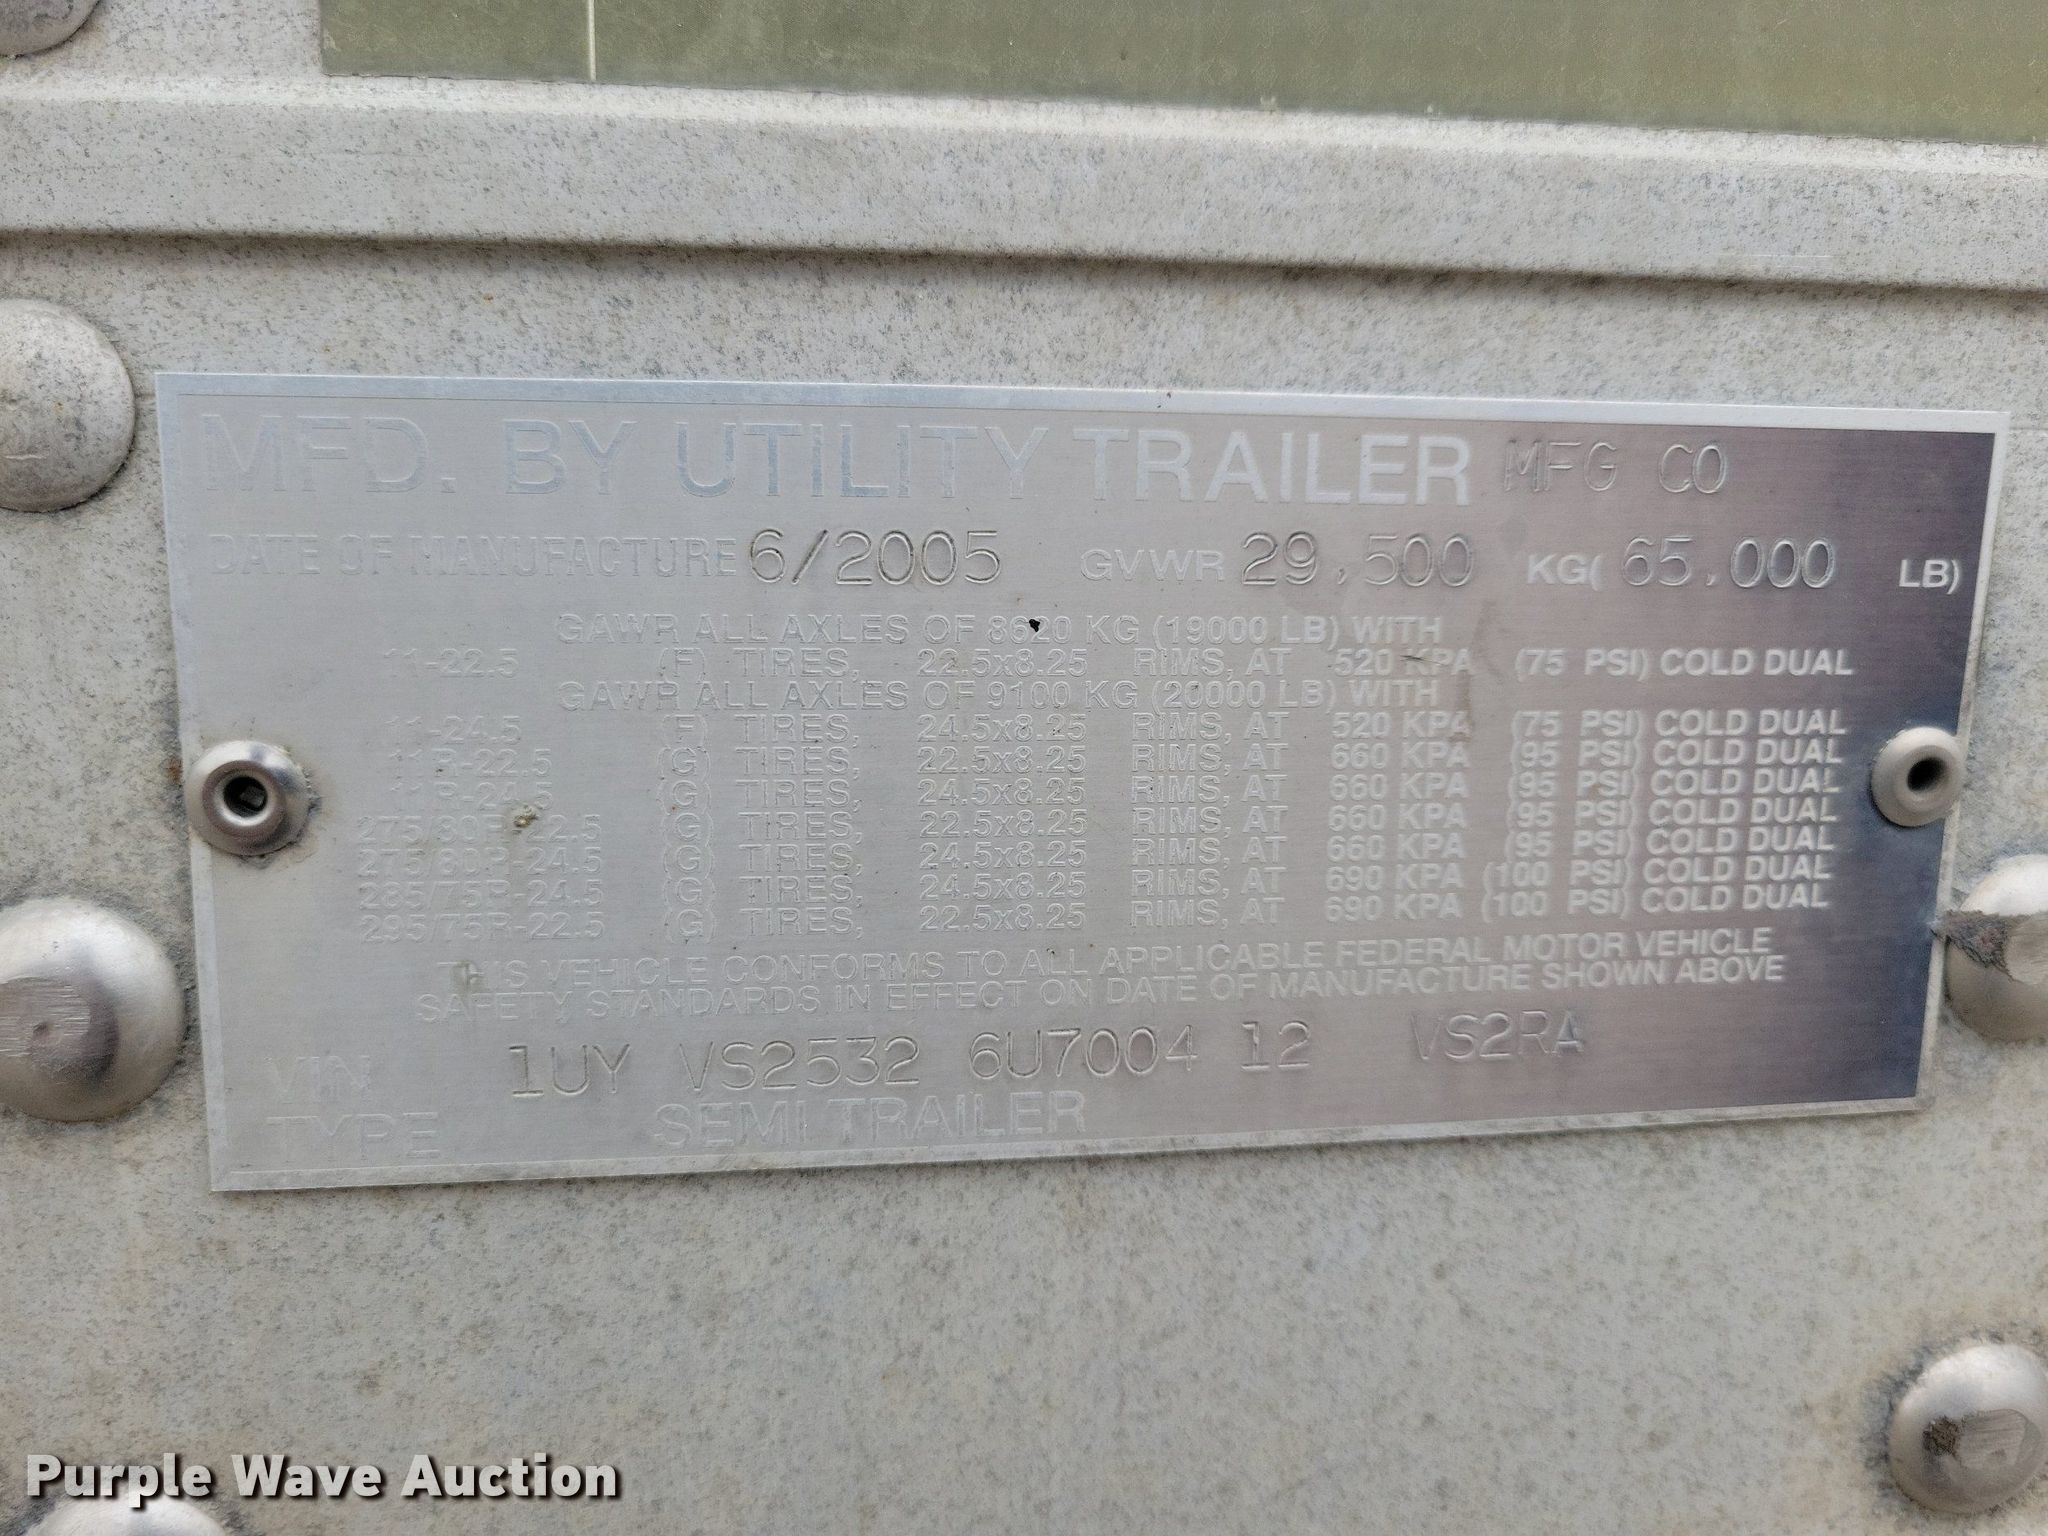 MFD. BY UTILITY TRAILER MFG CO
DATE OF MANUFACTURE 6/2005 GVWR 29,500 KG( 65,000 LB)
GAWR ALL AXLES OF 8620 KG (19000 LB) WITH
11-22.5 (F) TIRES, 22.5x8.25 RIMS, AT 520 KPA (75 PSI) COLD DUAL
GAWR ALL AXLES OF 9100 KG (20000 LB) WITH
11-24.5 (F) TIRES, 24.5x8.25 RIMS, AT 520 KPA (75 PSI) COLD DUAL
11R-22.5 (G) TIRES, 22.5x8.25 RIMS, AT 660 KPA (95 PSI) COLD DUAL
11R-24.5 (G) TIRES, 24.5x8.25 RIMS, AT 660 KPA (95 PSI) COLD DUAL
275/80R-22.5 (G) TIRES, 22.5x8.25 RIMS, AT 660 KPA (95 PSI) COLD DUAL
275/80R-24.5 (G) TIRES, 24.5x8.25 RIMS, AT 660 KPA (95 PSI) COLD DUAL
285/75R-24.5 (G) TIRES, 24.5x8.25 RIMS, AT 690 KPA (100 PSI) COLD DUAL
295/75R-22.5 (G) TIRES, 22.5x8.25 RIMS, AT 690 KPA (100 PSI) COLD DUAL
THIS VEHICLE CONFORMS TO ALL APPLICABLE FEDERAL MOTOR VEHICLE
SAFETY STANDARDS IN EFFECT ON DATE OF MANUFACTURE SHOWN ABOVE
VIN 1UY VS2532 6U7004 12 VS2RA
TYPE SEMI TRAILER
Purple Wave Auction